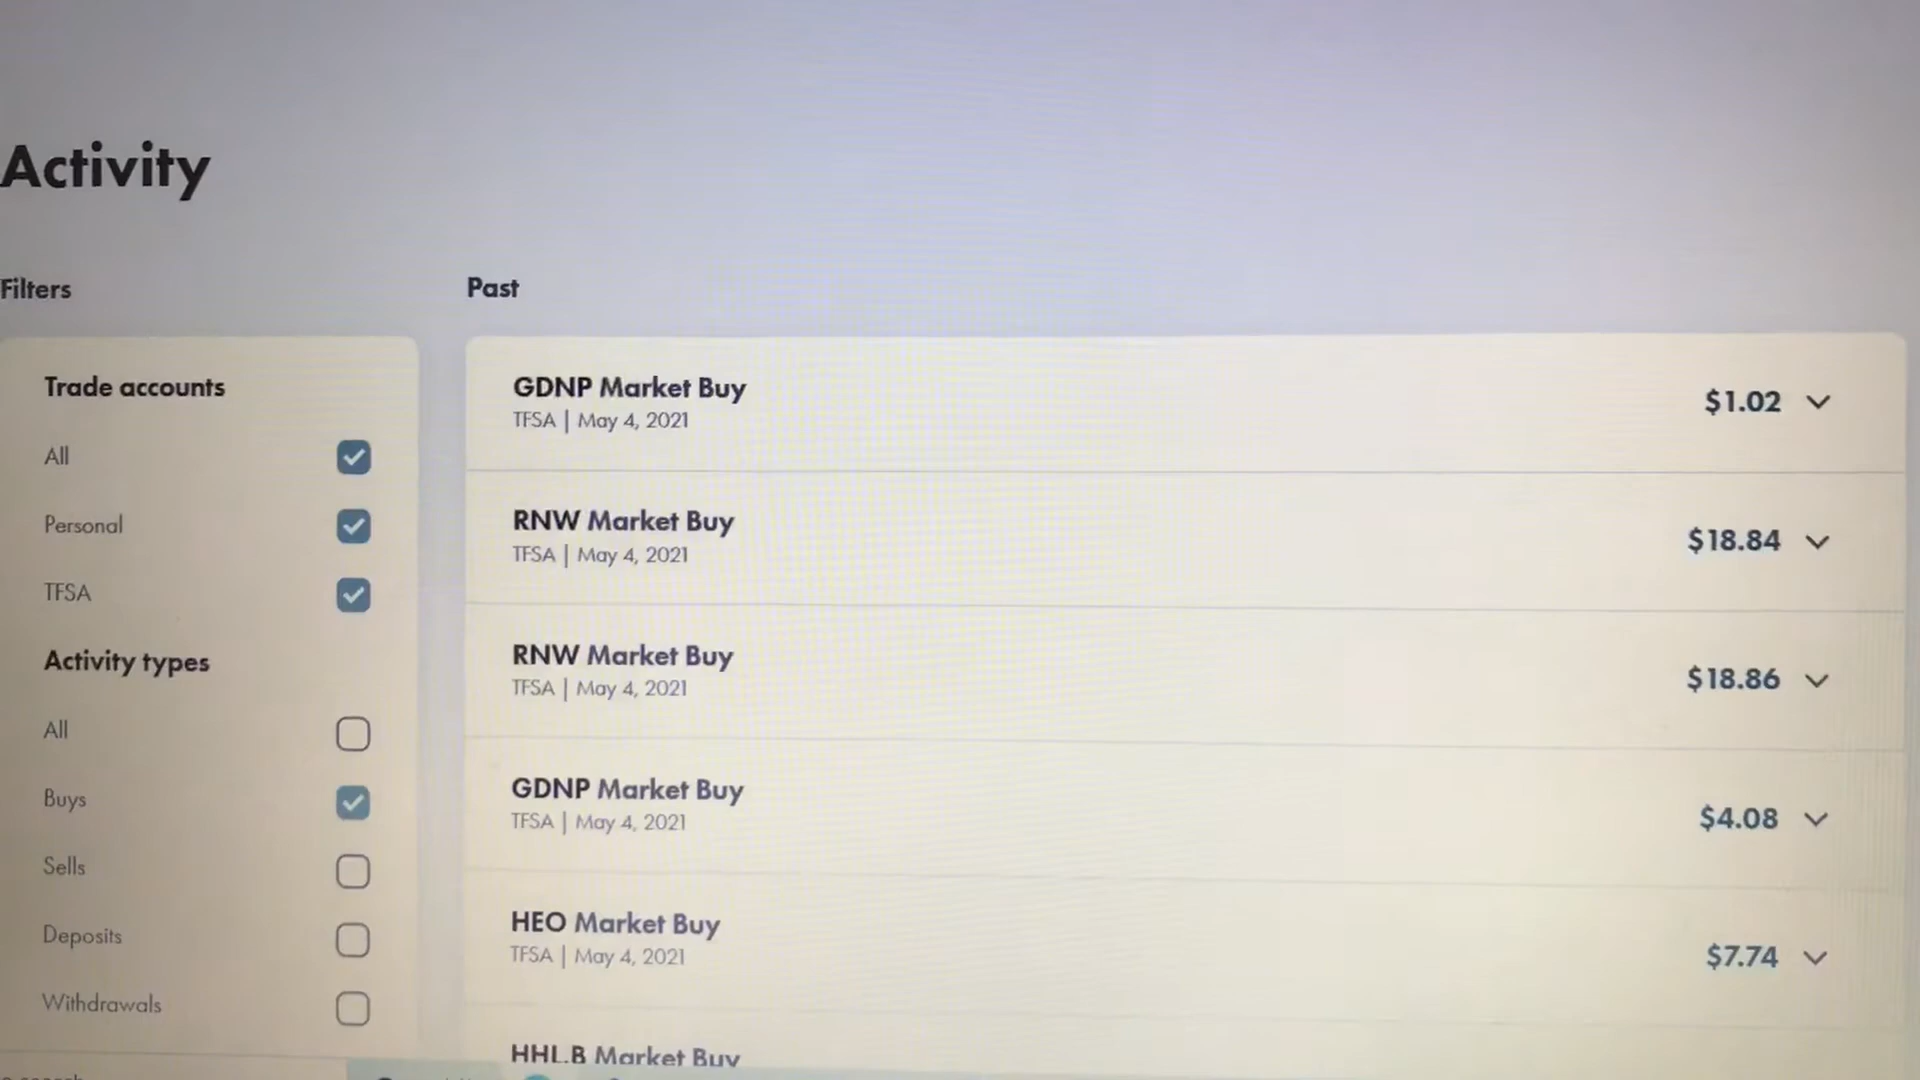 Activity
Filters
Past
Trade accounts
All
Personal
TFSA
Activity types
All
Buys
Sells
Deposits
Withdrawals
GDNP Market Buy
$1.02
TFSA | May 4, 2021
RNW Market Buy
$18.84
TFSA | May 4, 2021
RNW Market Buy
$18.86
TFSA | May 4, 2021
GDNP Market Buy
$4.08
TFSA | May 4, 2021
HEO Market Buy
$7.74
TFSA | May 4, 2021
HHL.B Market Buy